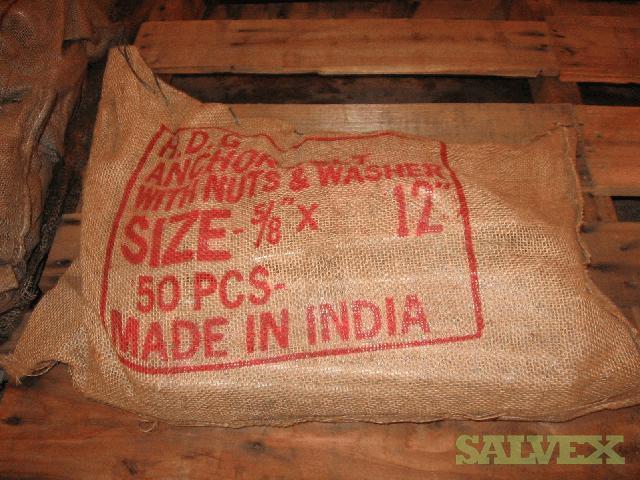 H.D.G
ANCHOR
WITH NUTS & WASHER
SIZE - 5/8" X 12"
50 PCS-
MADE IN INDIA
SALVEX